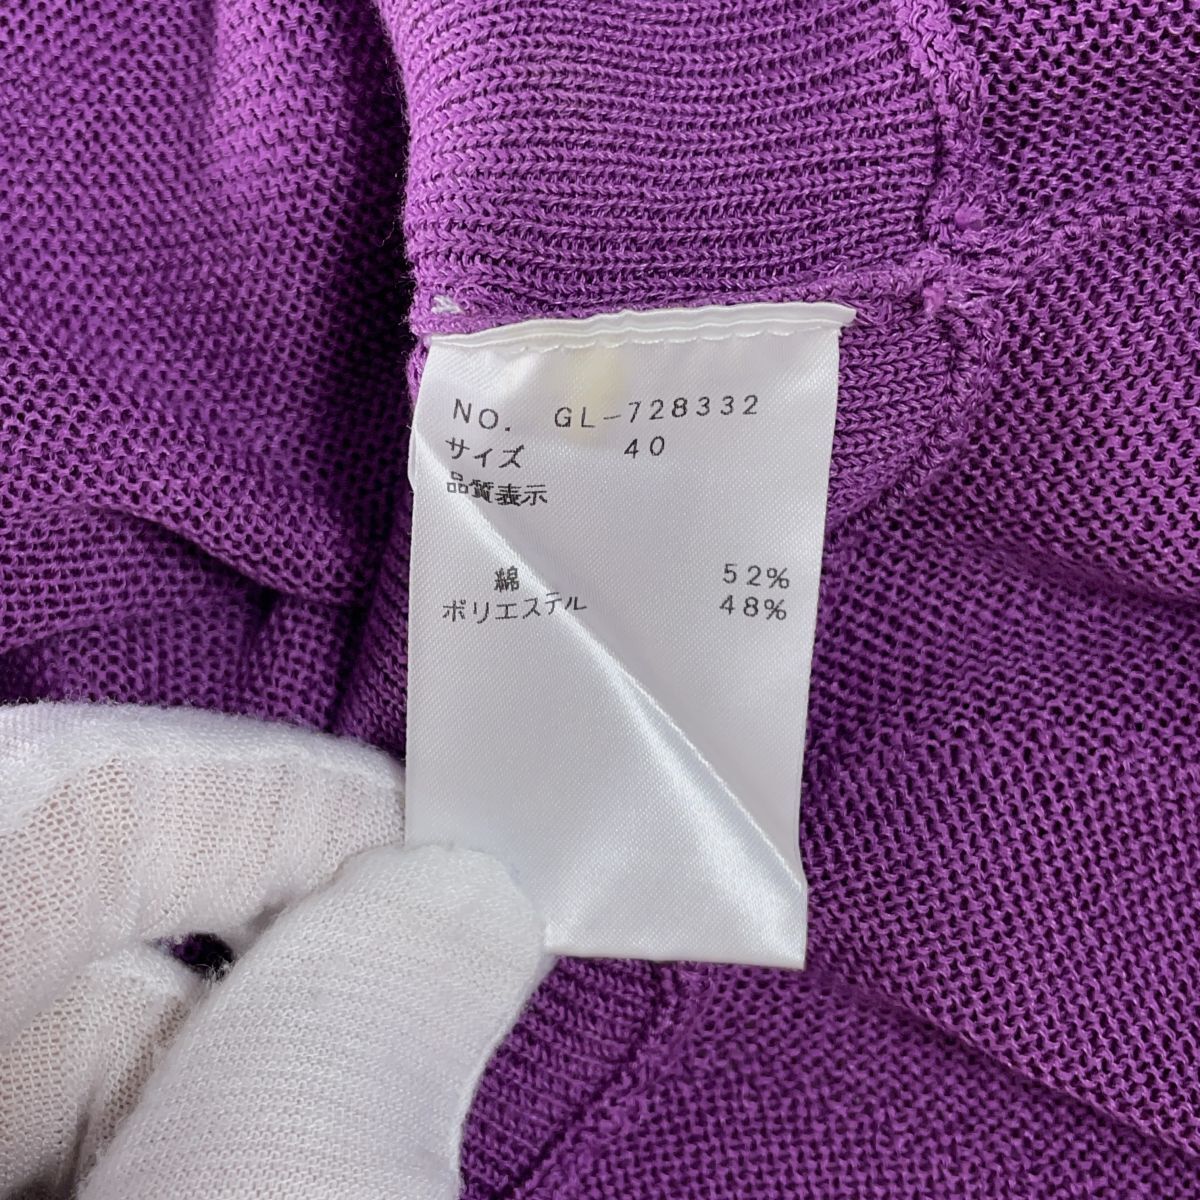 NO. GL-728332
サイズ 40
品質表示
綿 52%
ポリエステル 48%